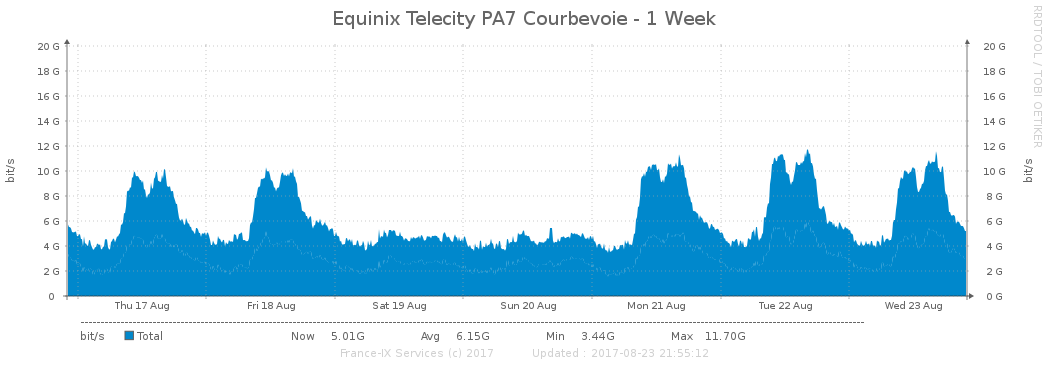 Equinix Telecity PA7 Courbevoie - 1 Week
RRDTOOL / TOBI OETIKER
bit/s
20 G 20 G
18 G 18 G
16 G 16 G
14 G 14 G
12 G 12 G
10 G 10 G
8 G 8 G
6 G 6 G
4 G 4 G
2 G 2 G
0 0 G
bit/s
Thu 17 Aug Fri 18 Aug Sat 19 Aug Sun 20 Aug Mon 21 Aug Tue 22 Aug Wed 23 Aug
bit/s Total Now 5.01G Avg 6.15G Min 3.44G Max 11.70G
France-IX Services (c) 2017 Updated : 2017-08-23 21:55:12